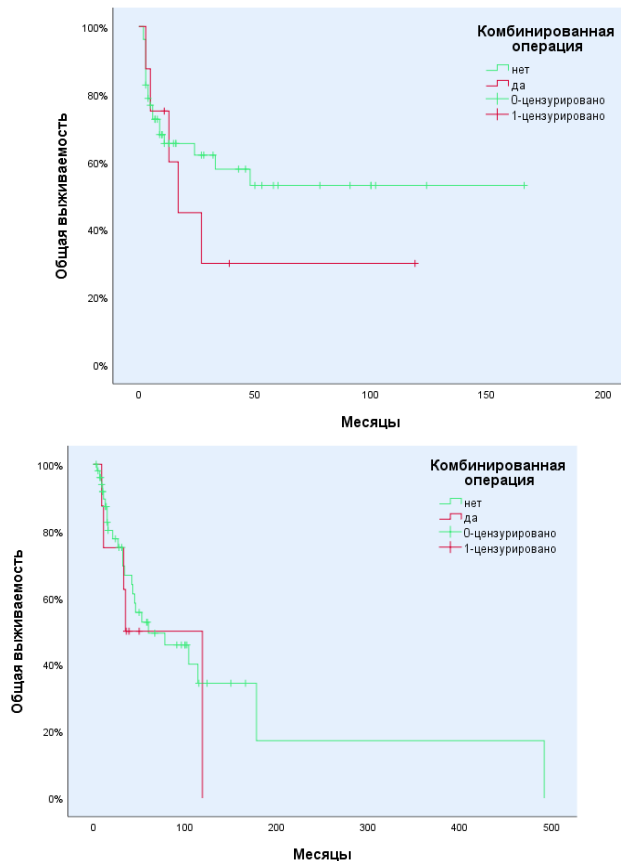 Комбинированная
операция
нет
да
0-цензурировано
1-цензурировано
100%
80%
60%
40%
20%
0%
Общая выживаемость
0
50
100
150
200
Месяцы
Комбинированная
операция
нет
да
0-цензурировано
1-цензурировано
100%
80%
60%
40%
20%
0%
Общая выживаемость
0
100
200
300
400
500
Месяцы